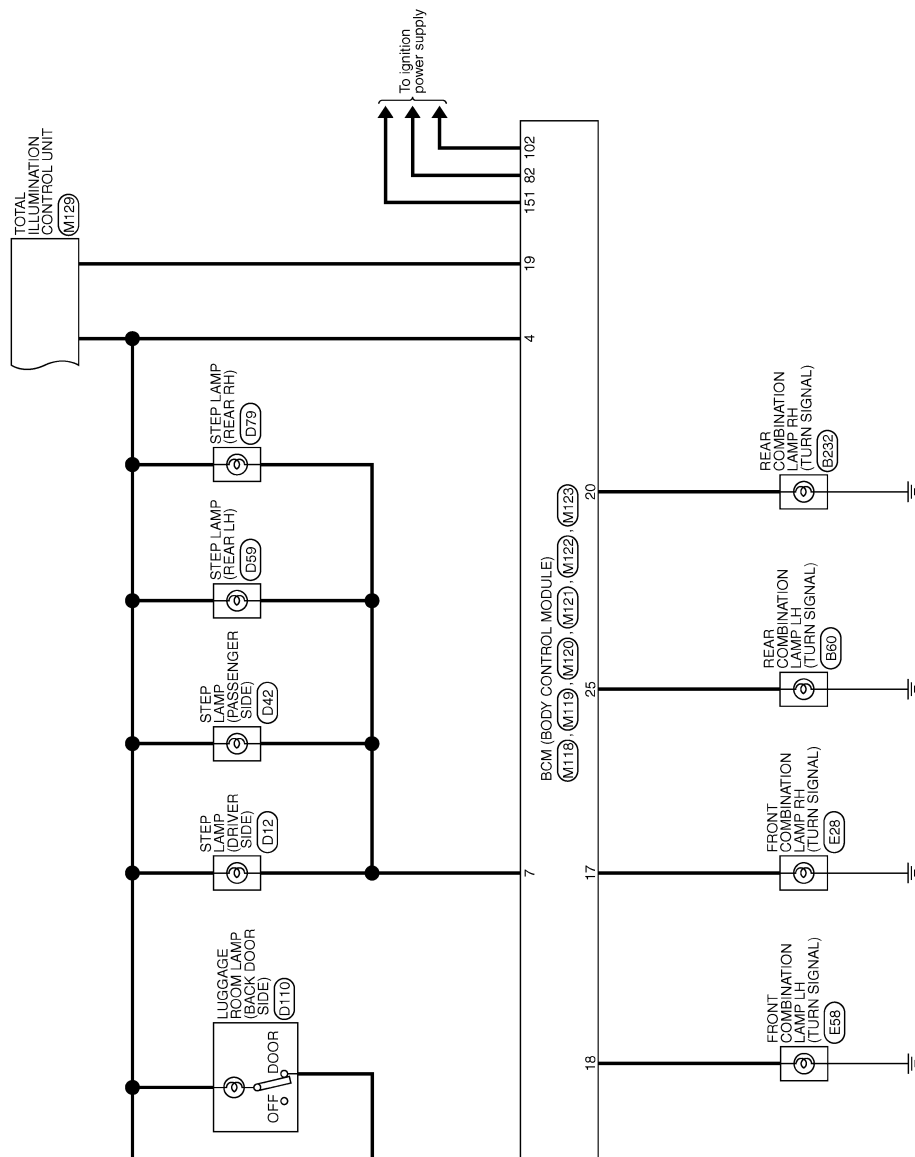 To ignition
power supply
TOTAL
ILLUMINATION
CONTROL UNIT
M129
102
82
151
19
4
STEP LAMP
(REAR RH)
D79
STEP LAMP
(REAR LH)
D59
STEP
LAMP
(PASSENGER
SIDE)
D42
STEP
LAMP
(DRIVER
SIDE)
D12
LUGGAGE
ROOM LAMP
(BACK DOOR
SIDE)
D110
DOOR
OFF
7
BCM (BODY CONTROL MODULE)
M118 , M119 , M120 , M121 , M122 , M123
20
25
17
18
REAR
COMBINATION
LAMP RH
(TURN SIGNAL)
B232
REAR
COMBINATION
LAMP LH
(TURN SIGNAL)
B60
FRONT
COMBINATION
LAMP RH
(TURN SIGNAL)
E28
FRONT
COMBINATION
LAMP LH
(TURN SIGNAL)
E58